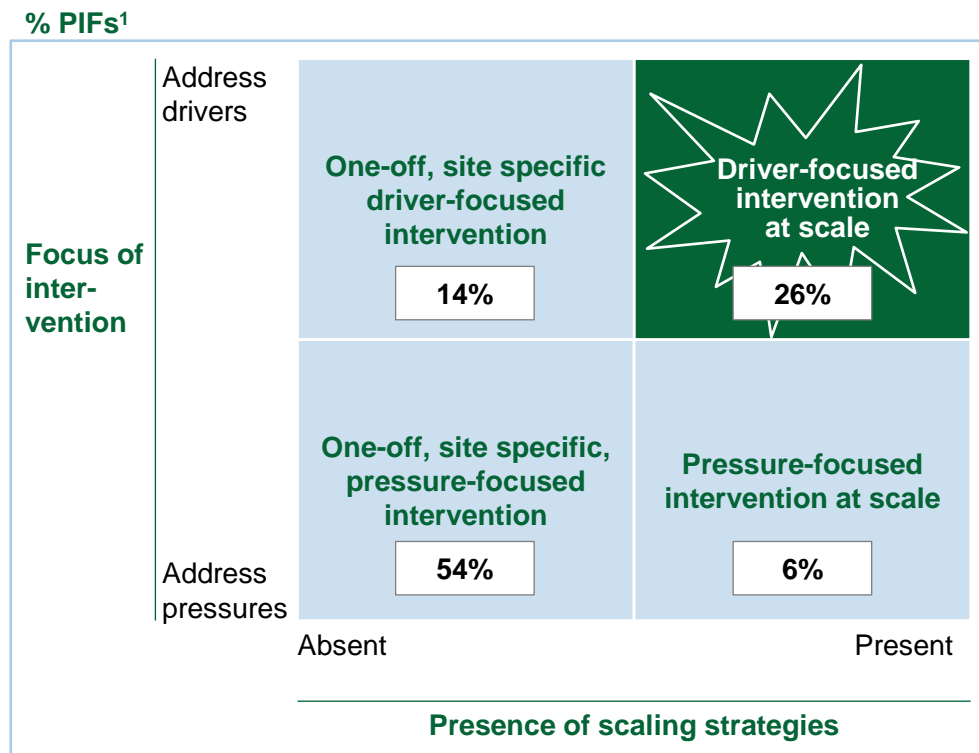 % PIFs¹
Address
drivers
Focus of
inter-
vention
Address
pressures
One-off, site specific
driver-focused
intervention
14%
Driver-focused
intervention
at scale
26%
One-off, site specific,
pressure-focused
intervention
54%
Pressure-focused
intervention at scale
6%
Absent
Present
Presence of scaling strategies